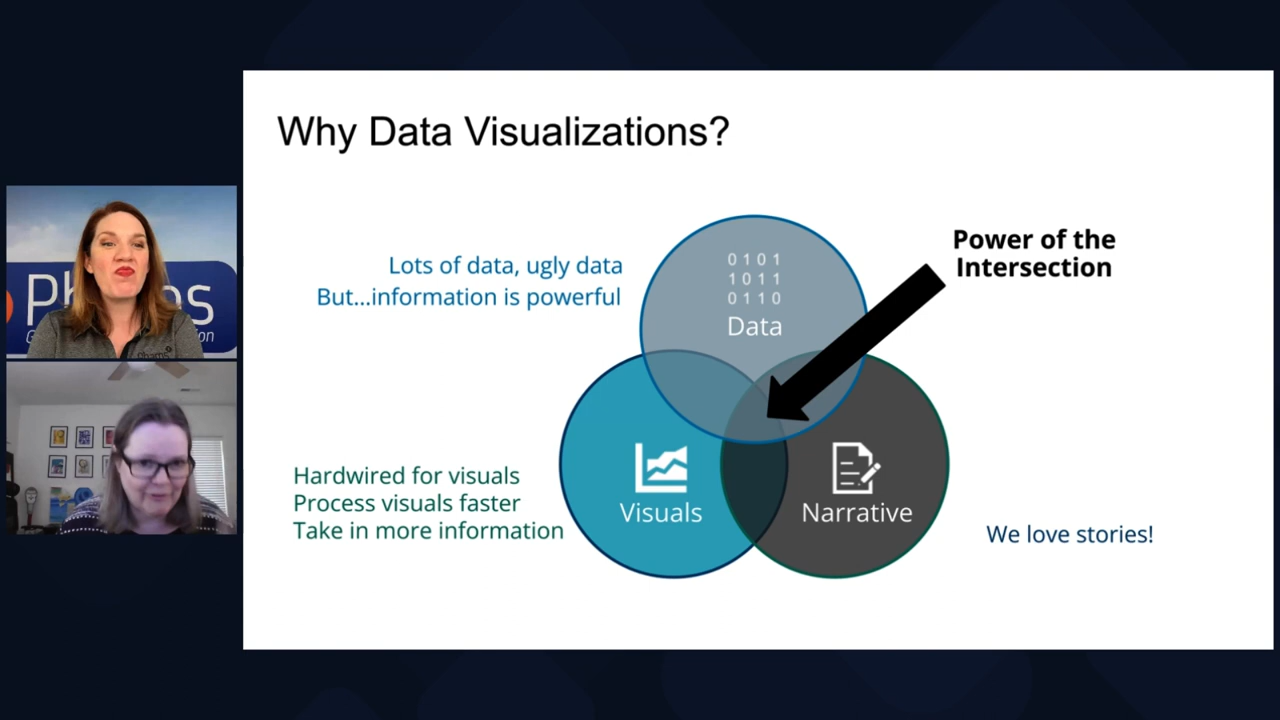 Why Data Visualizations?
Lots of data, ugly data
But...information is powerful
0 1 0 1
1 0 1 1
0 1 1 0
Data
Power of the
Intersection
Hardwired for visuals
Process visuals faster
Take in more information
Visuals
Narrative
We love stories!